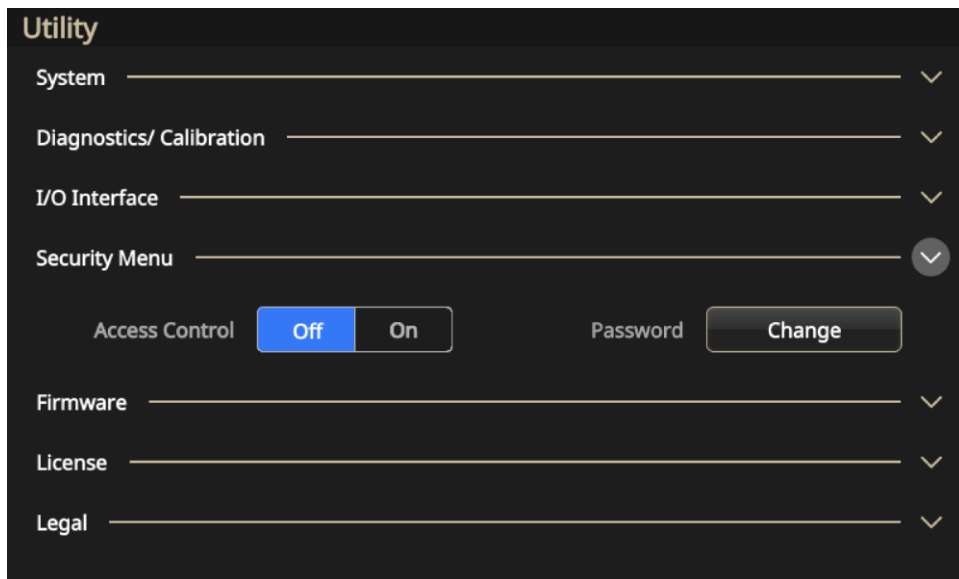 Utility
System
Diagnostics/ Calibration
I/O Interface
Security Menu
Access Control Off On Password Change
Firmware
License
Legal